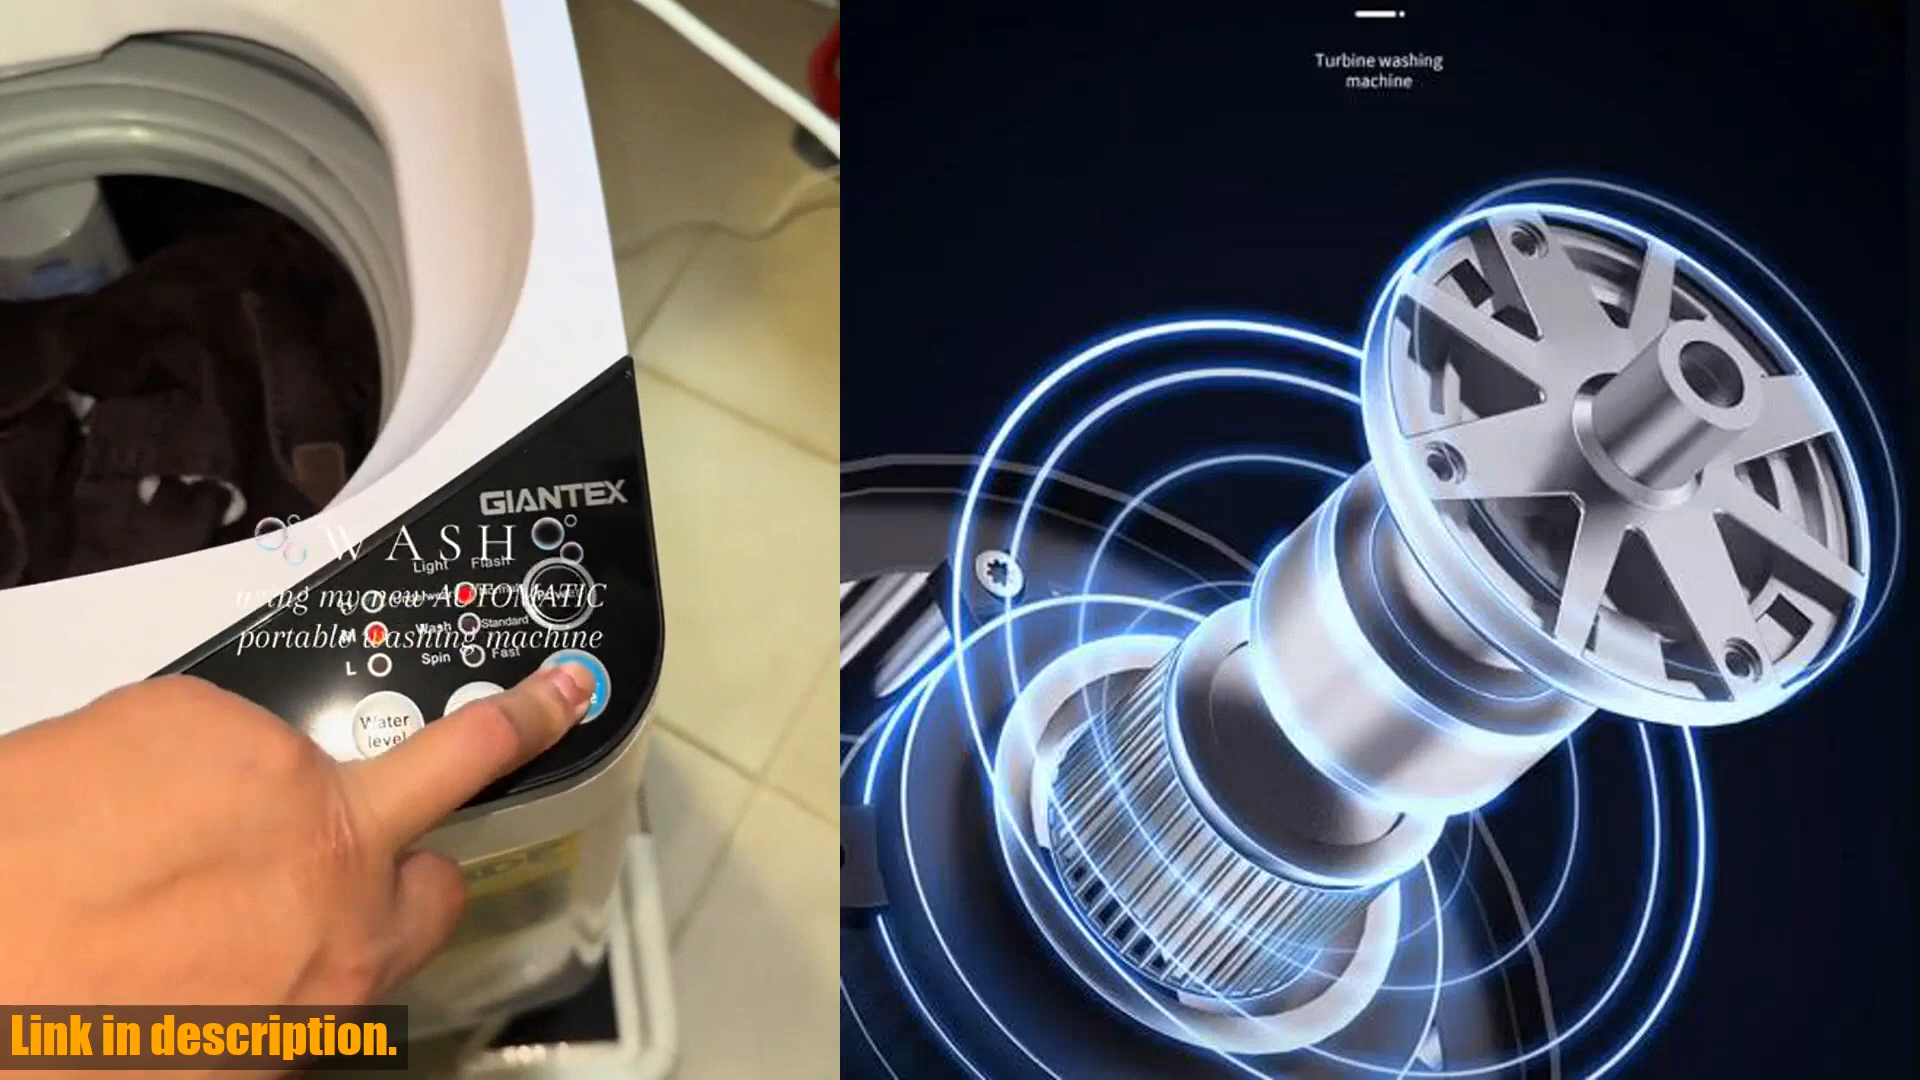 Turbine washing
machine
GIANTEX
WASH
Light Flash
using my new AUTOMATIC
Wash Standard
portable washing machine
M
Spin Fast
L
Water
level
Link in description.